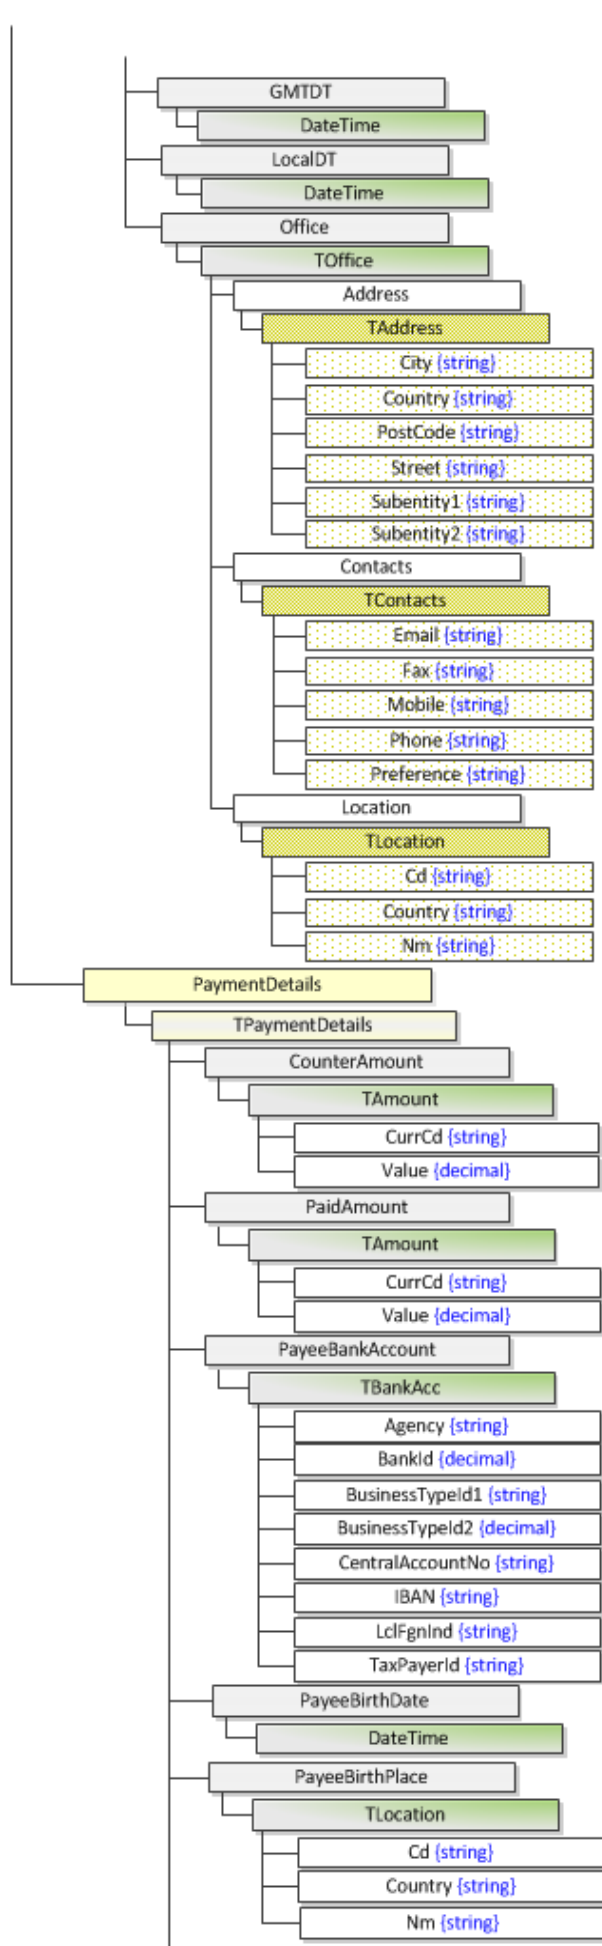 GMTDT
DateTime
LocalDT
DateTime
Office
TOffice
Address
TAddress
City {string}
Country {string}
PostCode {string}
Street {string}
Subentity1 {string}
Subentity2 {string}
Contacts
TContacts
Email {string}
Fax {string}
Mobile {string}
Phone {string}
Preference {string}
Location
TLocation
Cd {string}
Country {string}
Nm {string}
PaymentDetails
TPaymentDetails
CounterAmount
TAmount
CurrCd {string}
Value {decimal}
PaidAmount
TAmount
CurrCd {string}
Value {decimal}
PayeeBankAccount
TBankAcc
Agency {string}
BankId {decimal}
BusinessTypeId1 {string}
BusinessTypeId2 {decimal}
CentralAccountNo {string}
IBAN {string}
LclFgnInd {string}
TaxPayerId {string}
PayeeBirthDate
DateTime
PayeeBirthPlace
TLocation
Cd {string}
Country {string}
Nm {string}